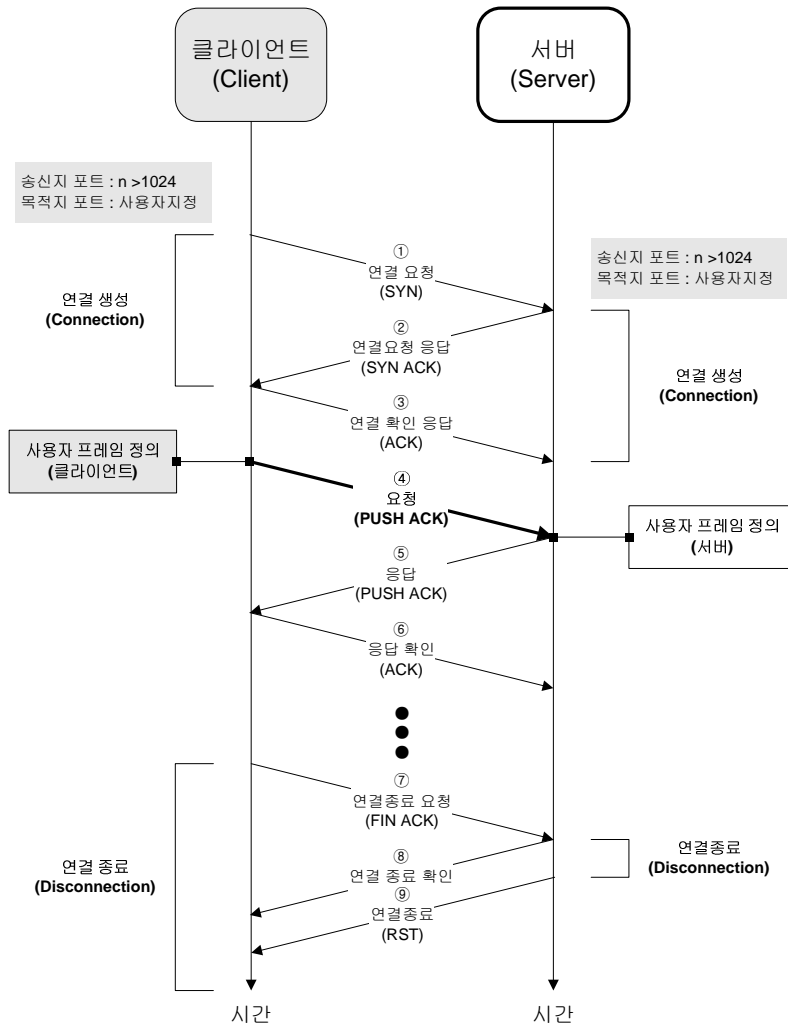 클라이언트
(Client)
서버
(Server)
송신지 포트 : n >1024
목적지 포트 : 사용자지정
①
연결 요청
(SYN)
송신지 포트 : n >1024
목적지 포트 : 사용자지정
연결 생성
(Connection)
②
연결요청 응답
(SYN ACK)
연결 생성
(Connection)
③
연결 확인 응답
(ACK)
사용자 프레임 정의
(클라이언트)
④
요청
(PUSH ACK)
사용자 프레임 정의
(서버)
⑤
응답
(PUSH ACK)
⑥
응답 확인
(ACK)
⑦
연결종료 요청
(FIN ACK)
연결 종료
(Disconnection)
연결종료
(Disconnection)
⑧
연결 종료 확인
⑨
연결종료
(RST)
시간
시간